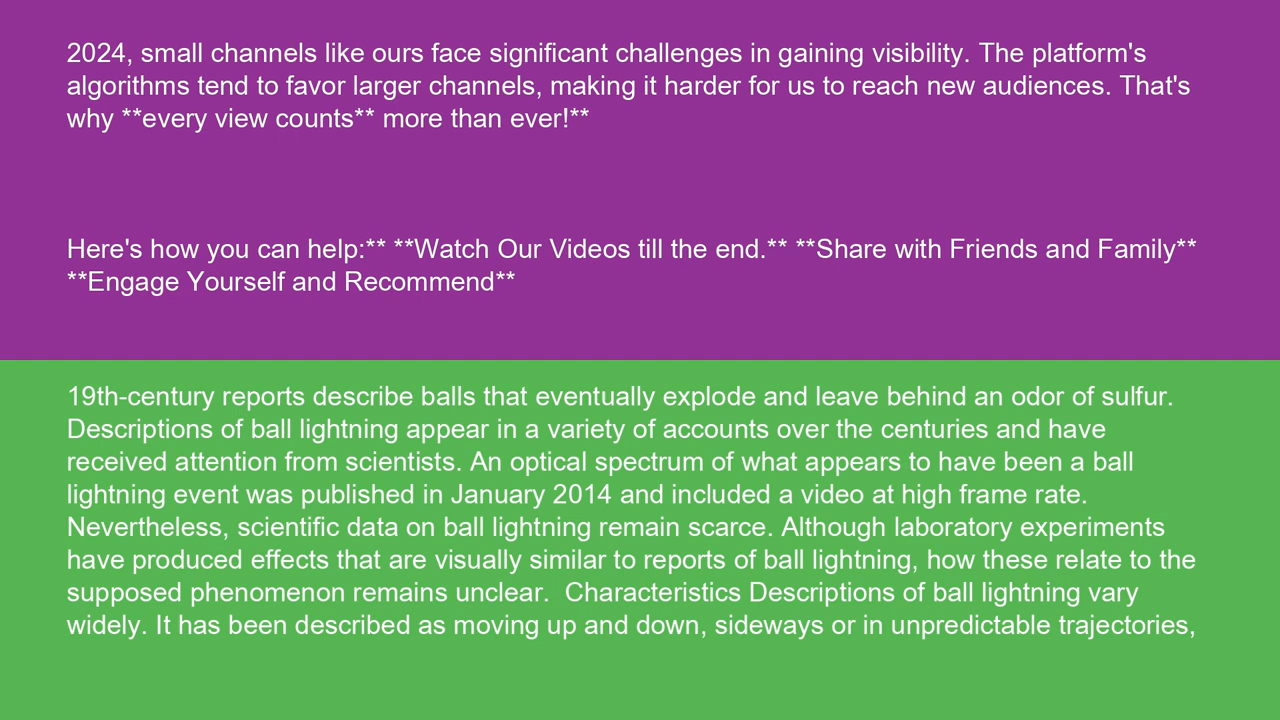 2024, small channels like ours face significant challenges in gaining visibility. The platform's
algorithms tend to favor larger channels, making it harder for us to reach new audiences. That's
why **every view counts** more than ever!**
Here's how you can help:** **Watch Our Videos till the end.** **Share with Friends and Family**
**Engage Yourself and Recommend**
19th-century reports describe balls that eventually explode and leave behind an odor of sulfur.
Descriptions of ball lightning appear in a variety of accounts over the centuries and have
received attention from scientists. An optical spectrum of what appears to have been a ball
lightning event was published in January 2014 and included a video at high frame rate.
Nevertheless, scientific data on ball lightning remain scarce. Although laboratory experiments
have produced effects that are visually similar to reports of ball lightning, how these relate to the
supposed phenomenon remains unclear.  Characteristics Descriptions of ball lightning vary
widely. It has been described as moving up and down, sideways or in unpredictable trajectories,